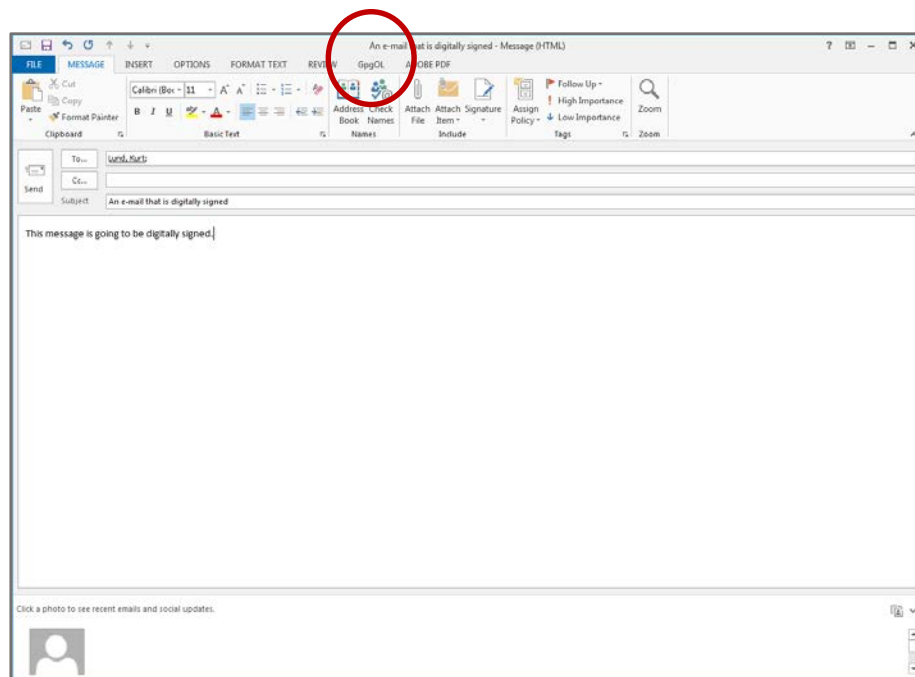 An e-mail that is digitally signed - Message (HTML)
FILE MESSAGE INSERT OPTIONS FORMAT TEXT REVIEW GpgOL ADOBE PDF
Cut
Copy
Paste
Format Painter
Clipboard
Calibri (Bo 11
B I U
Basic Text
Address Book
Check Names
Names
Attach File
Attach Item
Signature
Include
Assign Policy
Follow Up
High Importance
Low Importance
Tags
Zoom
Zoom
Send
To...
Lund, Kurt;
Cc...
Subject
An e-mail that is digitally signed
This message is going to be digitally signed.
Click a photo to see recent emails and social updates.